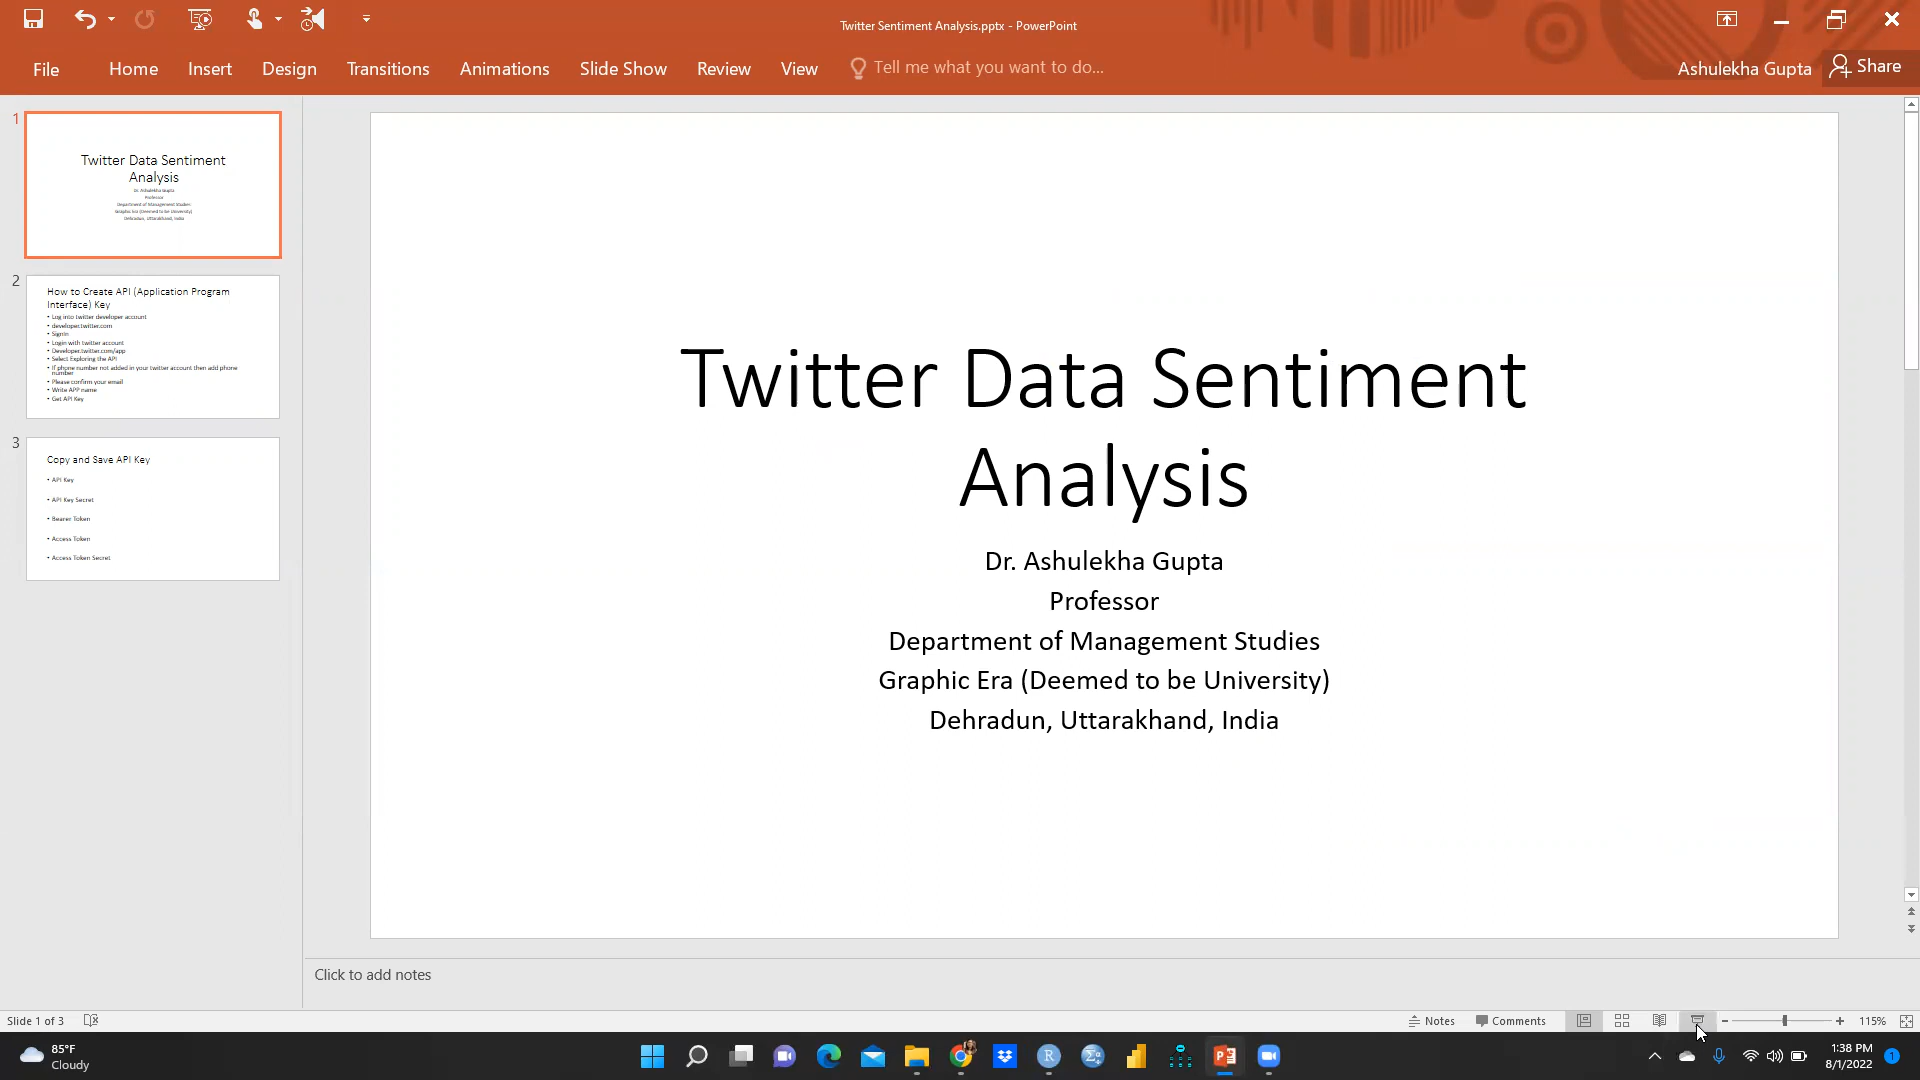 Twitter Sentiment Analysis.pptx - PowerPoint
File Home Insert Design Transitions Animations Slide Show Review View Tell me what you want to do... Ashulekha Gupta Share
1
Twitter Data Sentiment
Analysis
Dr. Ashulekha Gupta
Professor
Department of Management Studies
Graphic Era (Deemed to be University)
Dehradun, Uttarakhand, India
2
How to Create API (Application Program
Interface) Key
• Log into twitter developer account
• developer.twitter.com
• Signin
• Login with twitter account
• Developer.twitter.com/app
• Select Exploring the API
• If phone number not added in your twitter account then add phone
number
• Please confirm your email
• Write APP name
• Get API Key
3
Copy and Save API Key
• API Key
• API Key Secret
• Bearer Token
• Access Token
• Access Token Secret
Twitter Data Sentiment
Analysis
Dr. Ashulekha Gupta
Professor
Department of Management Studies
Graphic Era (Deemed to be University)
Dehradun, Uttarakhand, India
Click to add notes
Slide 1 of 3 Notes Comments 115%
85°F
Cloudy
1:38 PM
8/1/2022
1